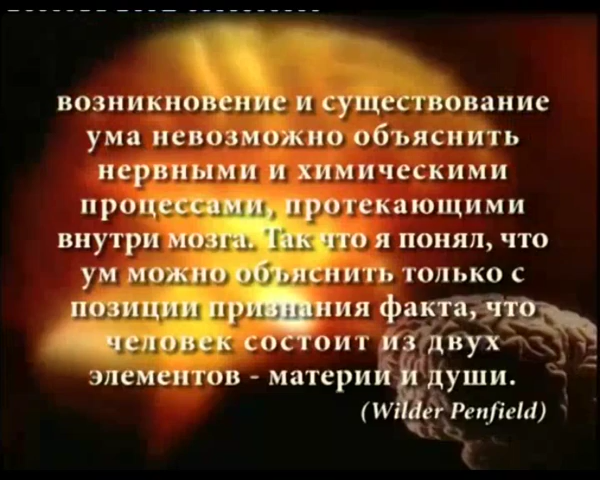 возникновение и существование
ума невозможно объяснить
нервными и химическими
процессами, протекающими
внутри мозга. Так что я понял, что
ум можно объяснить только с
позиции признания факта, что
человек состоит из двух
элементов - материи и души.
(Wilder Penfield)